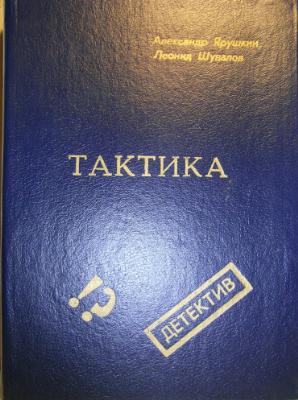 Александр Ярушкин
Леонид Шувалов
ТАКТИКА
!?
ДЕТЕКТИВ